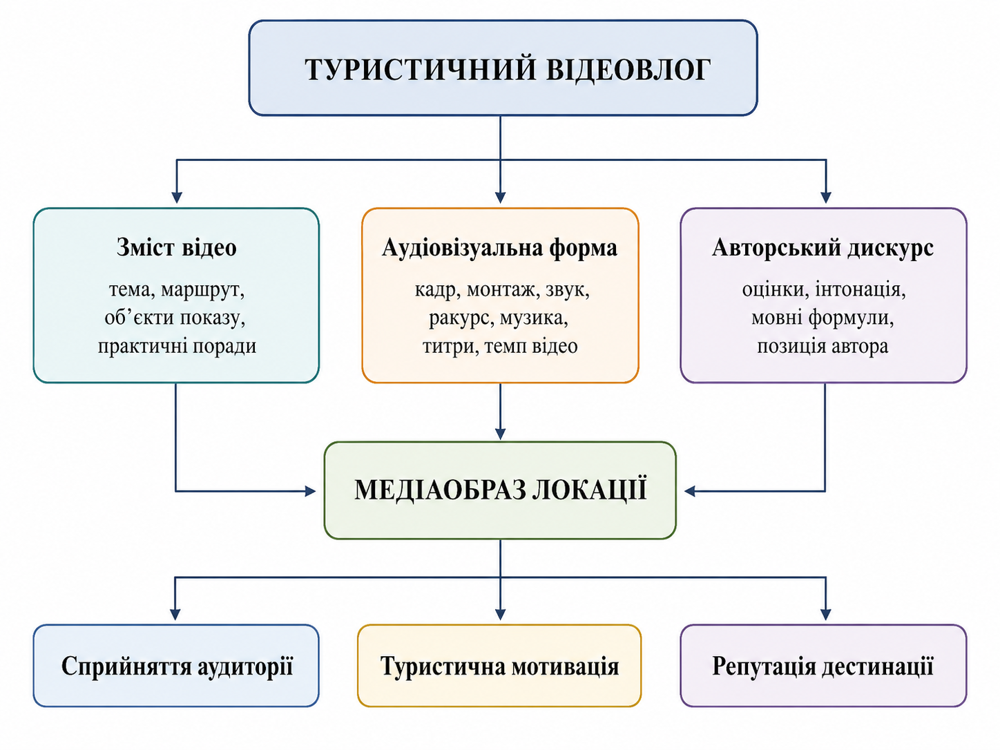 ТУРИСТИЧНИЙ ВІДЕОВЛОГ
Зміст відео
тема, маршрут,
об’єкти показу,
практичні поради
Аудіовізуальна форма
кадр, монтаж, звук,
ракурс, музика,
титри, темп відео
Авторський дискурс
оцінки, інтонація,
мовні формули,
позиція автора
МЕДІАОБРАЗ ЛОКАЦІЇ
Сприйняття аудиторії
Туристична мотивація
Репутація дестинації